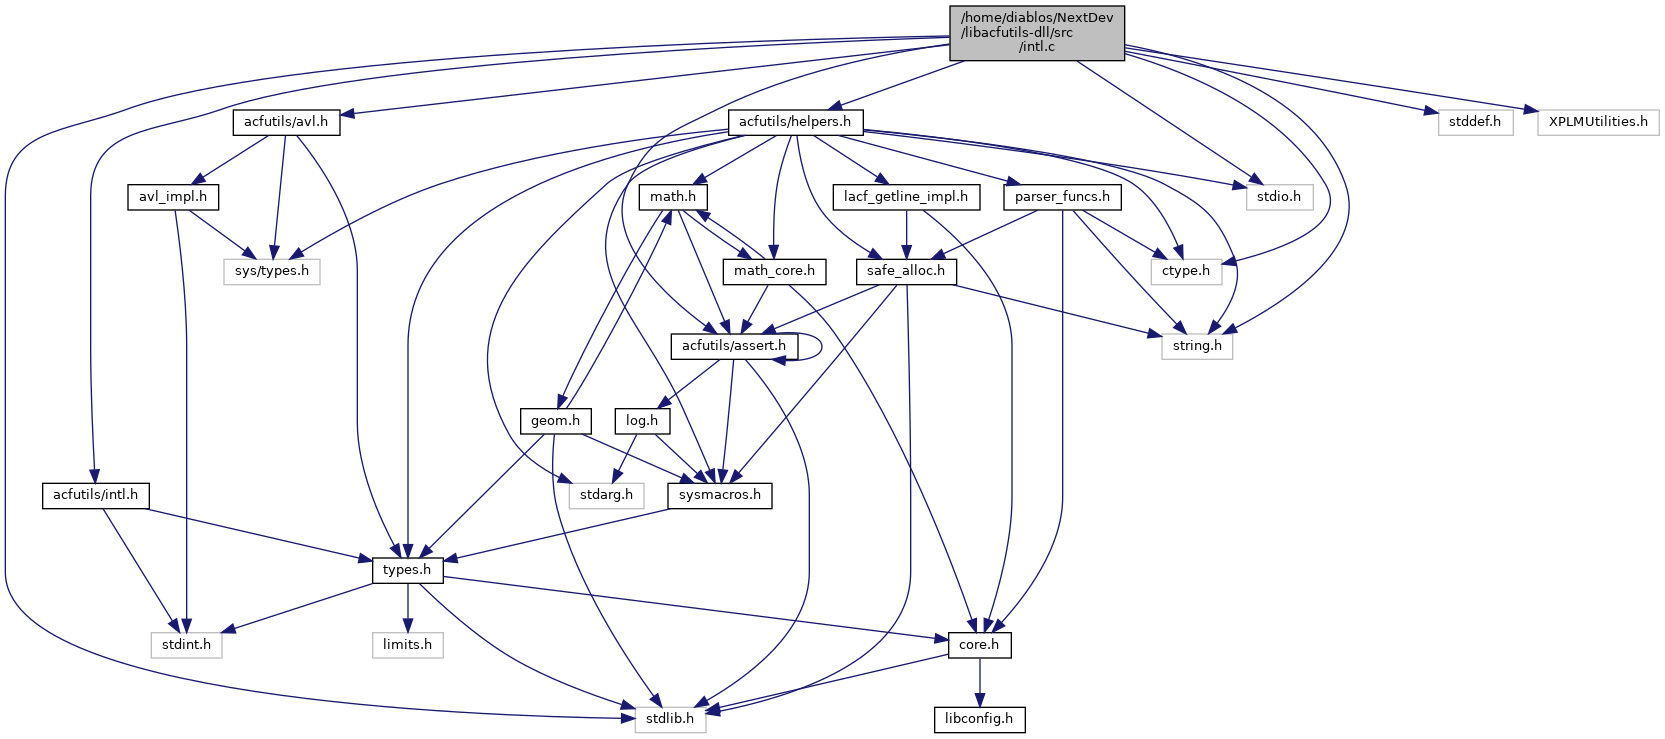 /home/diablos/NextDev
/libacfutils-dll/src
/intl.c
acfutils/avl.h
acfutils/helpers.h
stddef.h
XPLMUtilities.h
avl_impl.h
math.h
lacf_getline_impl.h
parser_funcs.h
stdio.h
sys/types.h
math_core.h
safe_alloc.h
ctype.h
acfutils/assert.h
string.h
geom.h
log.h
acfutils/intl.h
stdarg.h
sysmacros.h
types.h
stdint.h
limits.h
core.h
stdlib.h
libconfig.h